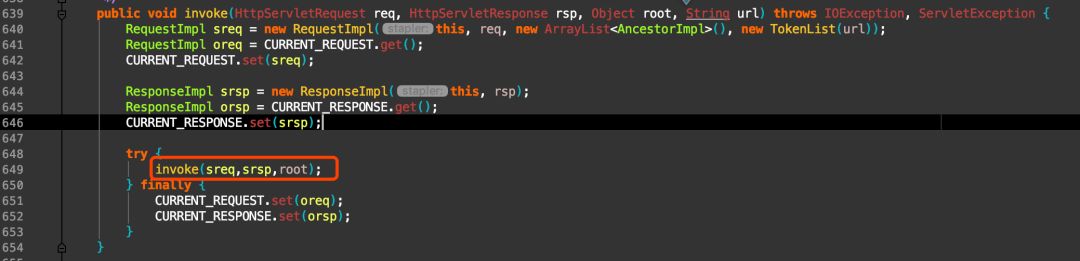 639 public void invoke(HttpServletRequest req, HttpServletResponse rsp, Object root, String url) throws IOException, ServletException {
640 RequestImpl sreq = new RequestImpl( stapler: this, req, new ArrayList<AncestorImpl>(), new TokenList(url));
641 RequestImpl oreq = CURRENT_REQUEST.get();
642 CURRENT_REQUEST.set(sreq);
643
644 ResponseImpl srsp = new ResponseImpl( stapler: this, rsp);
645 ResponseImpl orsp = CURRENT_RESPONSE.get();
646 CURRENT_RESPONSE.set(srsp);
647
648 try {
649 invoke(sreq,srsp,root);
650 } finally {
651 CURRENT_REQUEST.set(oreq);
652 CURRENT_RESPONSE.set(orsp);
653 }
654 }